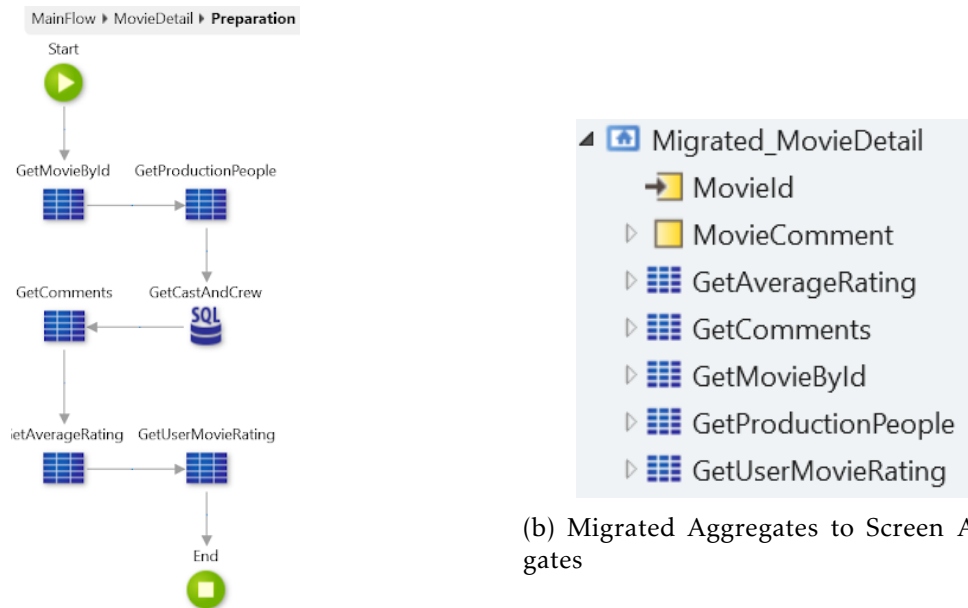 MainFlow ▸ MovieDetail ▸ Preparation
Start
GetMovieById GetProductionPeople
GetComments GetCastAndCrew
SQL
etAverageRating GetUserMovieRating
End
Migrated_MovieDetail
MovieId
MovieComment
GetAverageRating
GetComments
GetMovieById
GetProductionPeople
GetUserMovieRating
(b) Migrated Aggregates to Screen A
gates